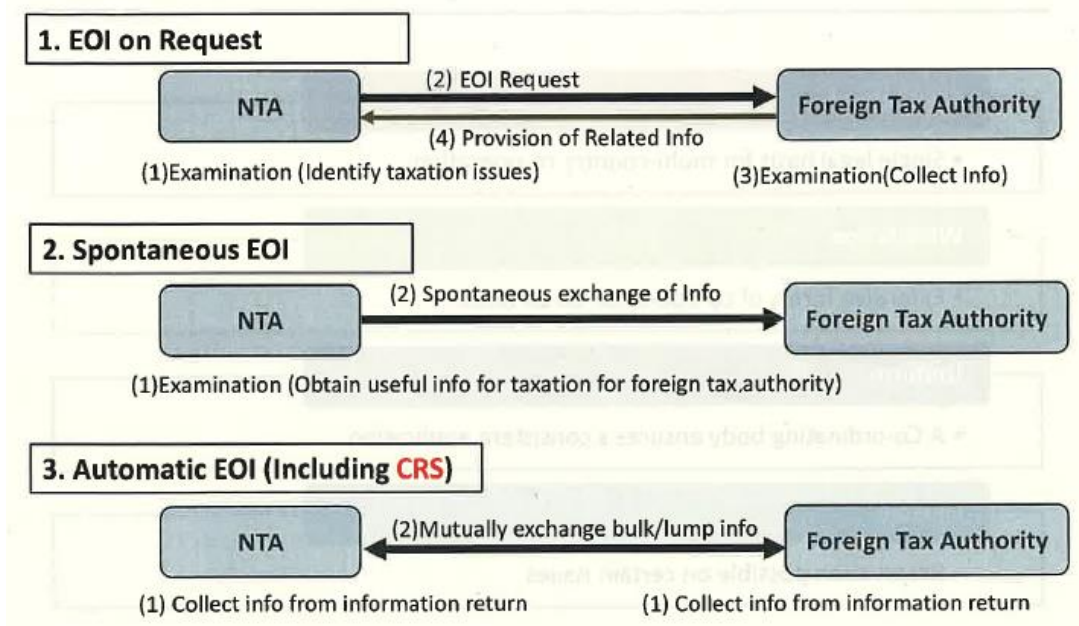 1. EOI on Request
NTA
(2) EOI Request
Foreign Tax Authority
(4) Provision of Related Info
(1)Examination (Identify taxation issues)
(3)Examination(Collect Info)
2. Spontaneous EOI
NTA
(2) Spontaneous exchange of Info
Foreign Tax Authority
(1)Examination (Obtain useful info for taxation for foreign tax.authority)
3. Automatic EOI (Including CRS)
NTA
(2)Mutually exchange bulk/lump info
Foreign Tax Authority
(1) Collect info from information return
(1) Collect info from information return